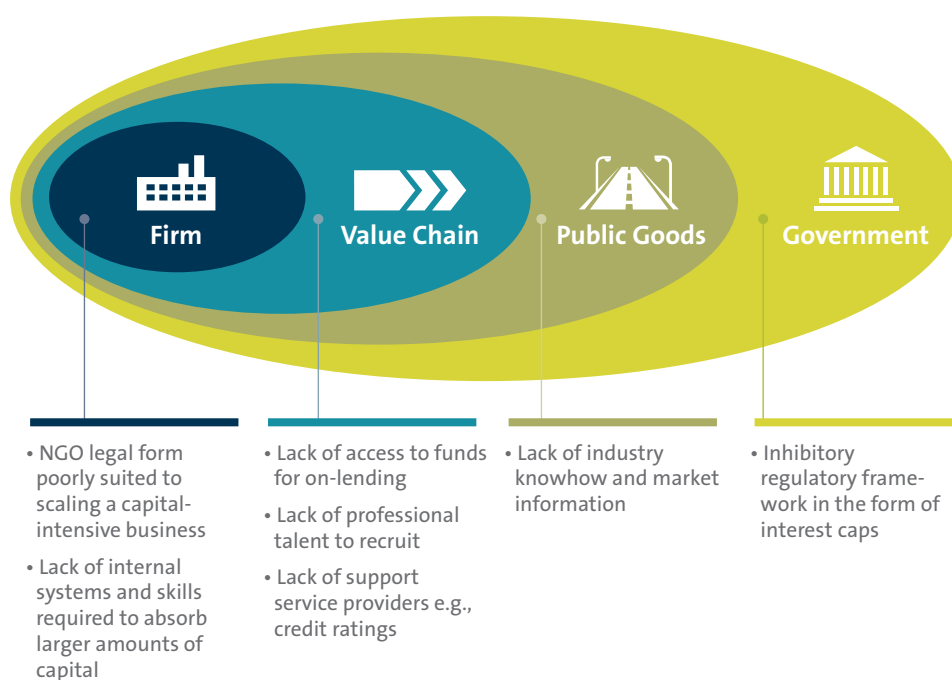 Firm
Value Chain
Public Goods
Government
• NGO legal form
poorly suited to
scaling a capital-
intensive business
• Lack of internal
systems and skills
required to absorb
larger amounts of
capital
• Lack of access to funds
for on-lending
• Lack of professional
talent to recruit
• Lack of support
service providers e.g.,
credit ratings
• Lack of industry
knowhow and market
information
• Inhibitory
regulatory frame-
work in the form of
interest caps